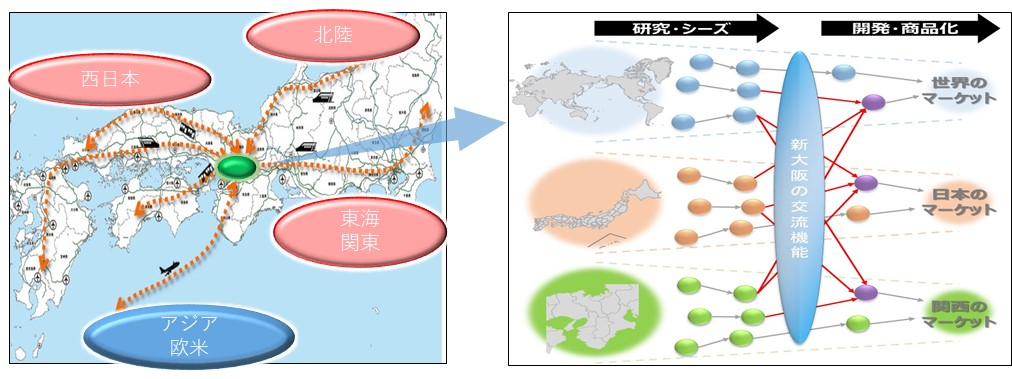 北陸
西日本
東海
関東
アジア
欧米
研究・シーズ
開発・商品化
世界の
マーケット
新大阪の交流機能
日本の
マーケット
関西の
マーケット